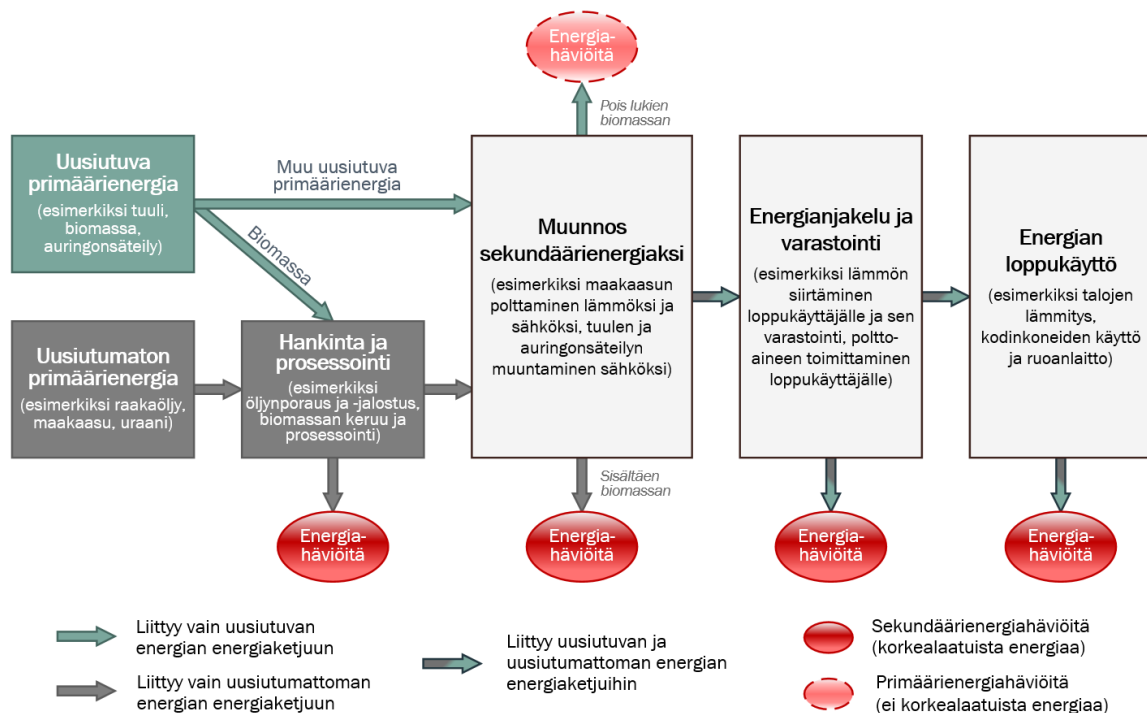 Energia-
häviöitä
Pois lukien
biomassan
Uusiutuva
primäärienergia
(esimerkiksi tuuli,
biomassa,
auringonsäteily)
Muu uusiutuva
primäärienergia
Biomassa
Uusiutumaton
primäärienergia
(esimerkiksi raakaöljy,
maakaasu, uraani)
Hankinta ja
prosessointi
(esimerkiksi
öljynporaus ja -jalostus,
biomassan keruu ja
prosessointi)
Muunnos
sekundäärienergiaksi
(esimerkiksi maakaasun
polttaminen lämmöksi ja
sähköksi, tuulen ja
auringonsäteilyn
muuntaminen sähköksi)
Energianjakelu ja
varastointi
(esimerkiksi lämmön
siirtäminen
loppukäyttäjälle ja sen
varastointi, poltto-
aineen toimittaminen
loppukäyttäjälle)
Energian
loppukäyttö
(esimerkiksi talojen
lämmitys,
kodinkoneiden käyttö
ja ruoanlaitto)
Sisältäen
biomassan
Energia-
häviöitä
Energia-
häviöitä
Energia-
häviöitä
Energia-
häviöitä
Liittyy vain uusiutuvan
energian energiaketjuun
Liittyy vain uusiutumattoman
energian energiaketjuun
Liittyy uusiutuvan ja
uusiutumattoman energian
energiaketjuihin
Sekundäärienergiahäviöitä
(korkealaatuista energiaa)
Primäärienergiahäviöitä
(ei korkealaatuista energiaa)